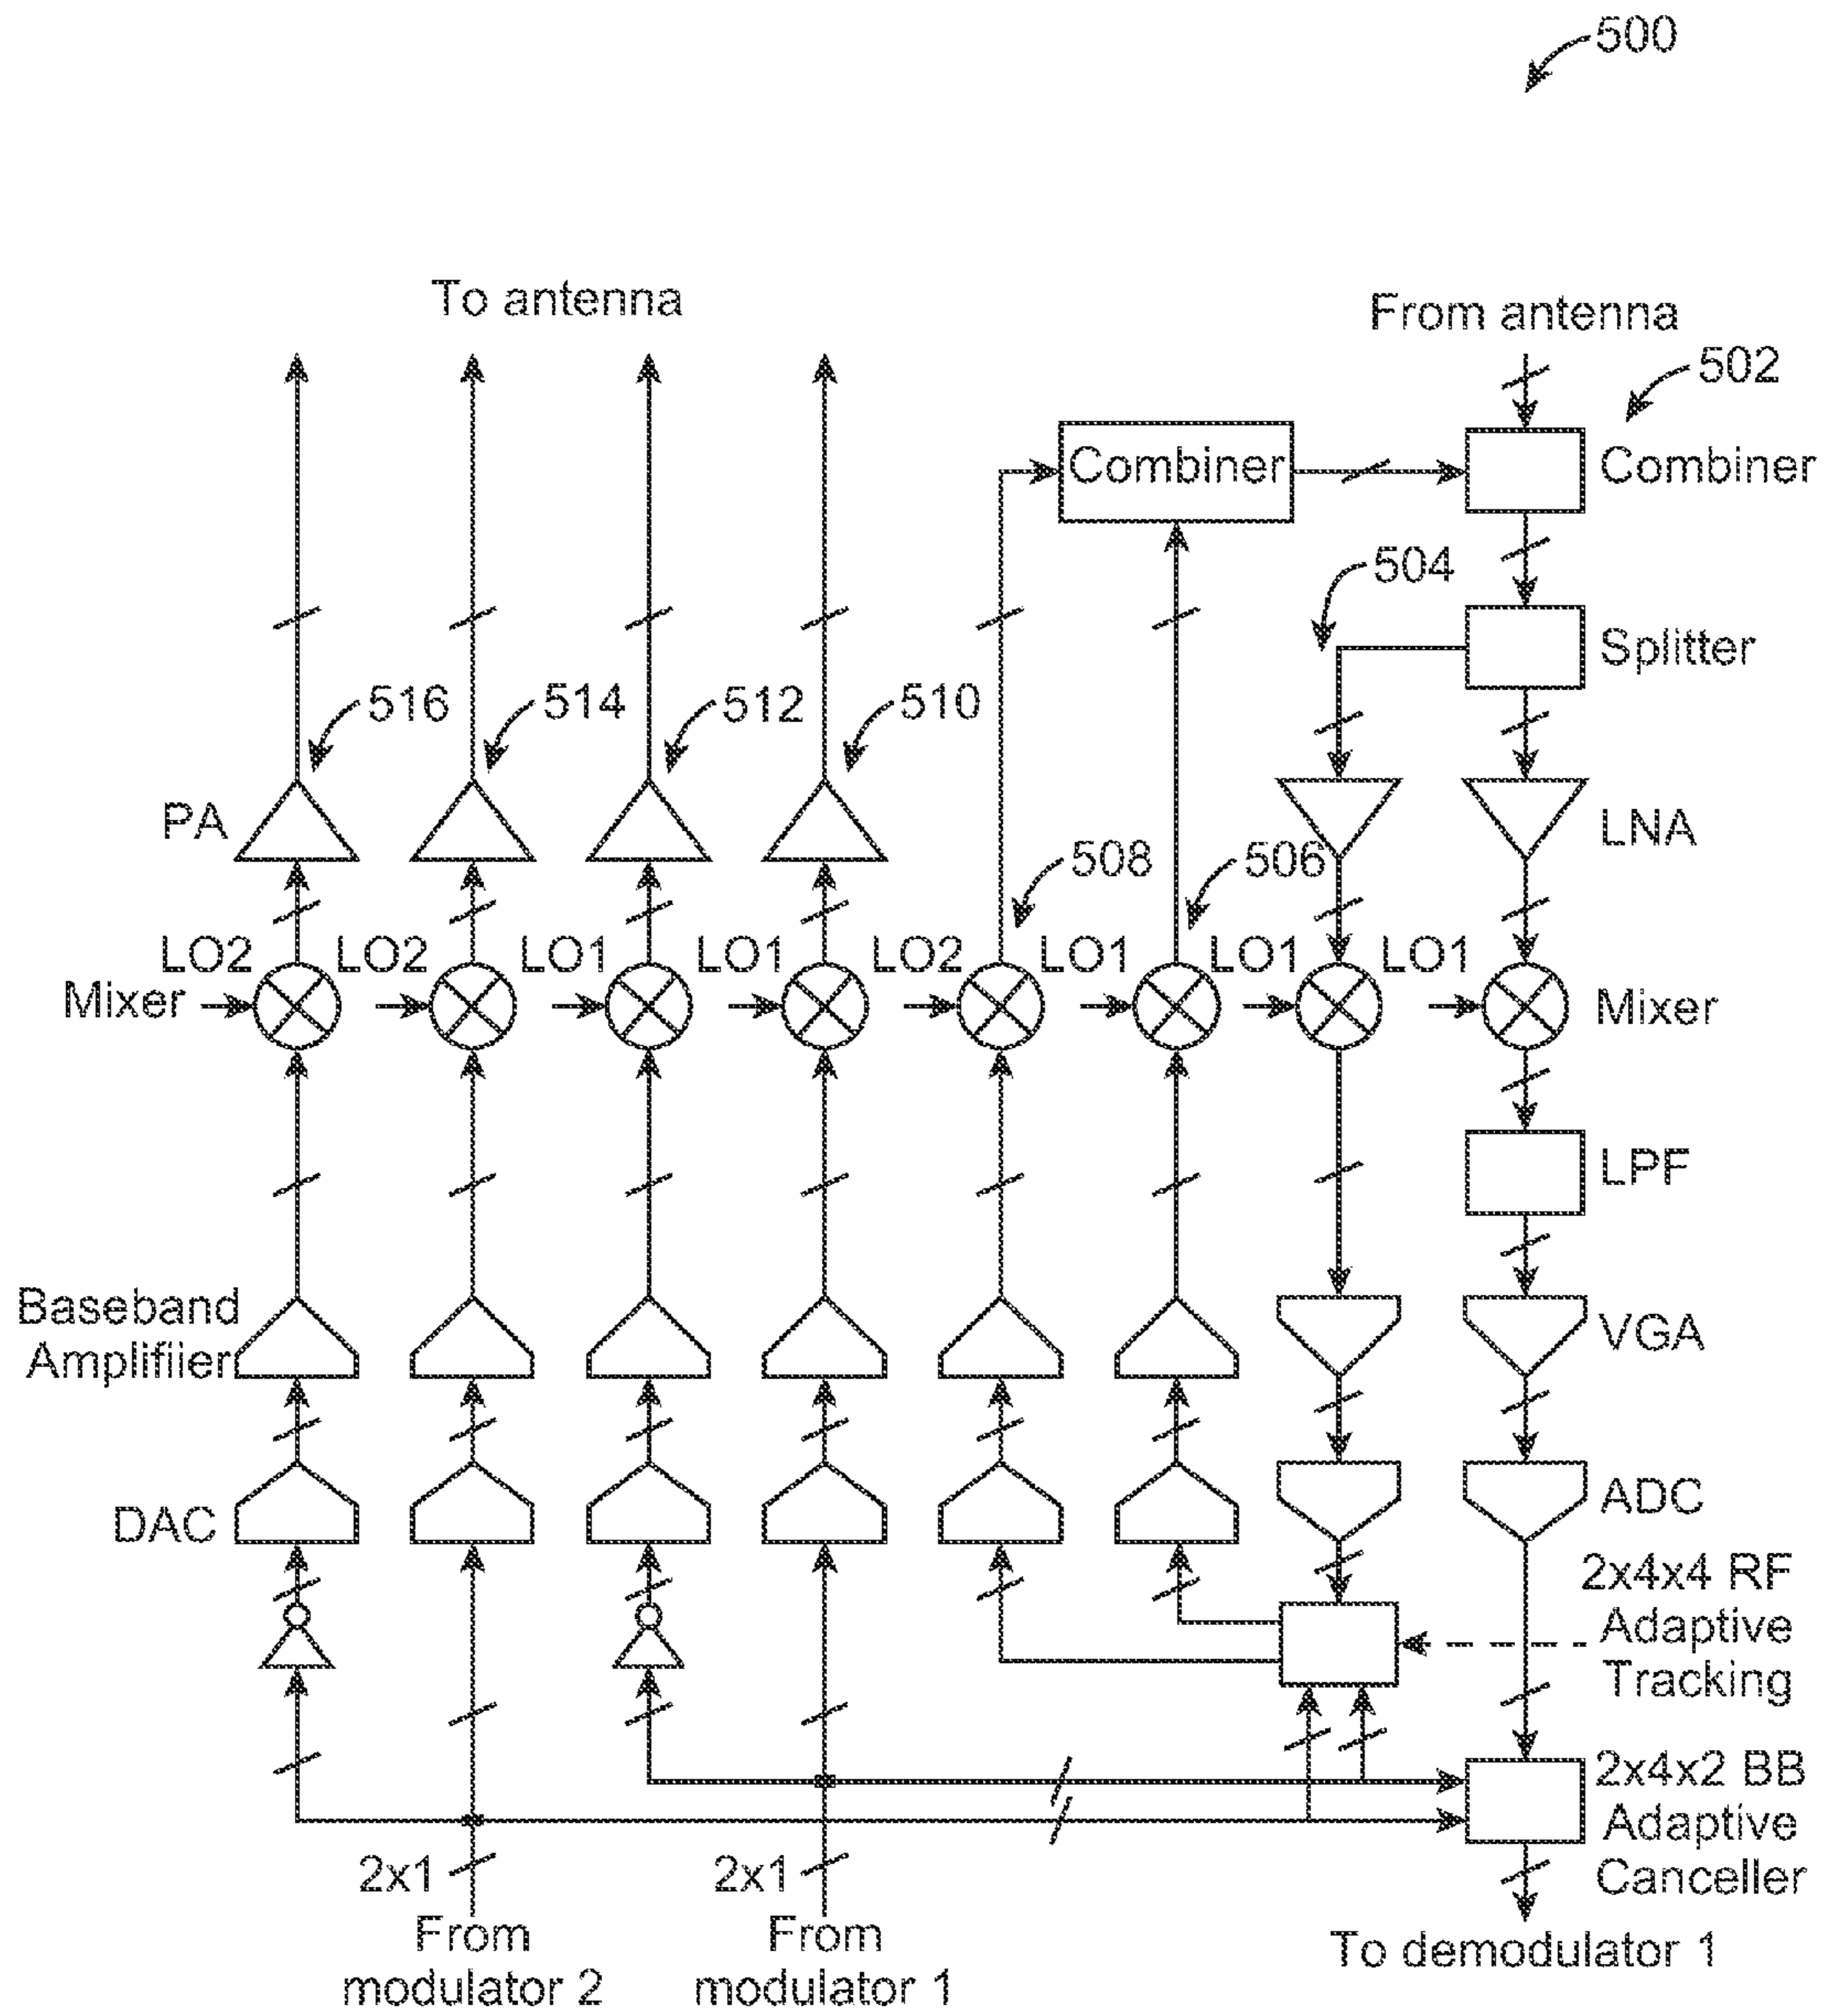 500
To antenna
From antenna
502
Combiner
Combiner
504
Splitter
516
514
512
510
PA
LNA
508
506
LO2
LO2
LO1
LO1
LO2
LO1
LO1
LO1
Mixer
Mixer
LPF
Baseband
Amplifiier
VGA
DAC
ADC
2x4x4 RF
Adaptive
Tracking
2x4x2 BB
Adaptive
Canceller
2x1
2x1
From
modulator 2
From
modulator 1
To demodulator 1